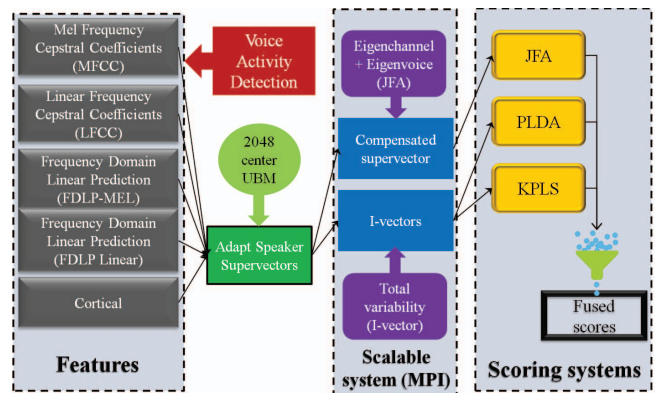 Mel Frequency
Cepstral Coefficients
(MFCC)
Linear Frequency
Cepstral Coefficients
(LFCC)
Frequency Domain
Linear Prediction
(FDLP-MEL)
Frequency Domain
Linear Prediction
(FDLP Linear)
Cortical
Features
Voice
Activity
Detection
2048
center
UBM
Adapt Speaker
Supervectors
Eigenchannel
+ Eigenvoice
(JFA)
Compensated
supervector
I-vectors
Total
variability
(I-vector)
Scalable
system (MPI)
JFA
PLDA
KPLS
Fused
scores
Scoring systems